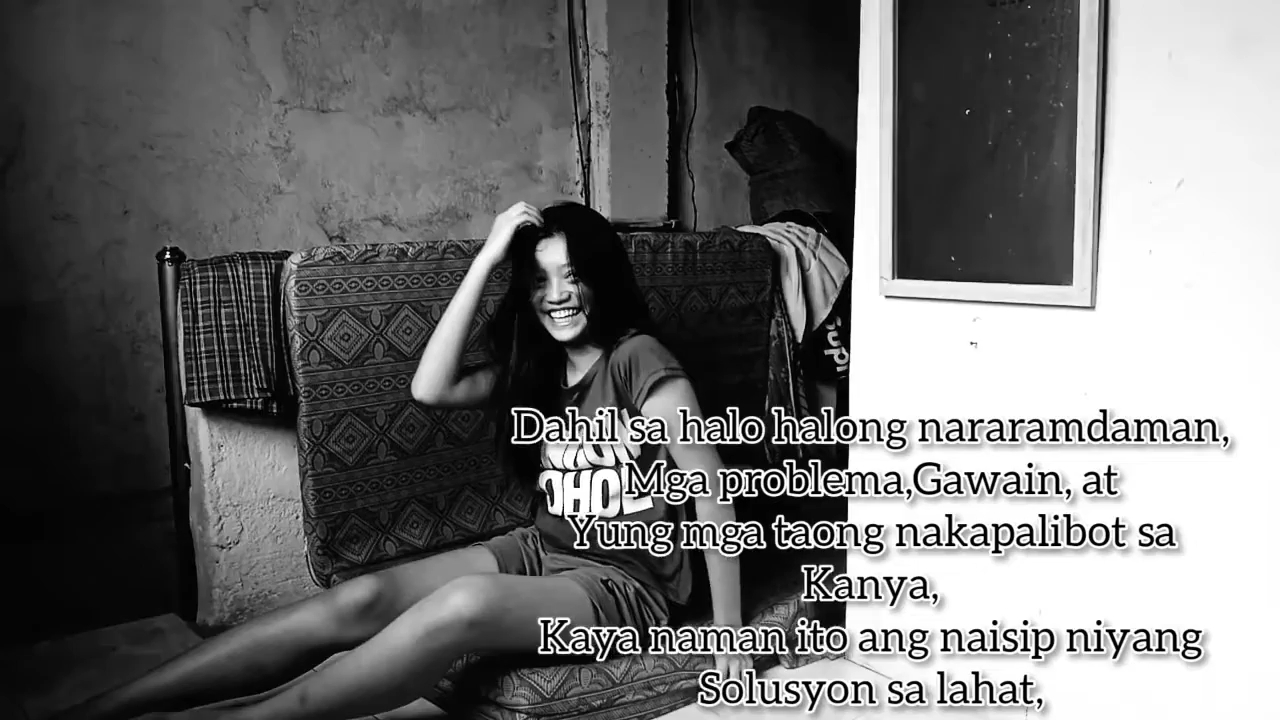 Supr
Dahil sa halo halong nararamdaman,
Mga problema,Gawain, at
Yung mga taong nakapalibot sa
Kanya,
Kaya naman ito ang naisip niyang
Solusyon sa lahat,